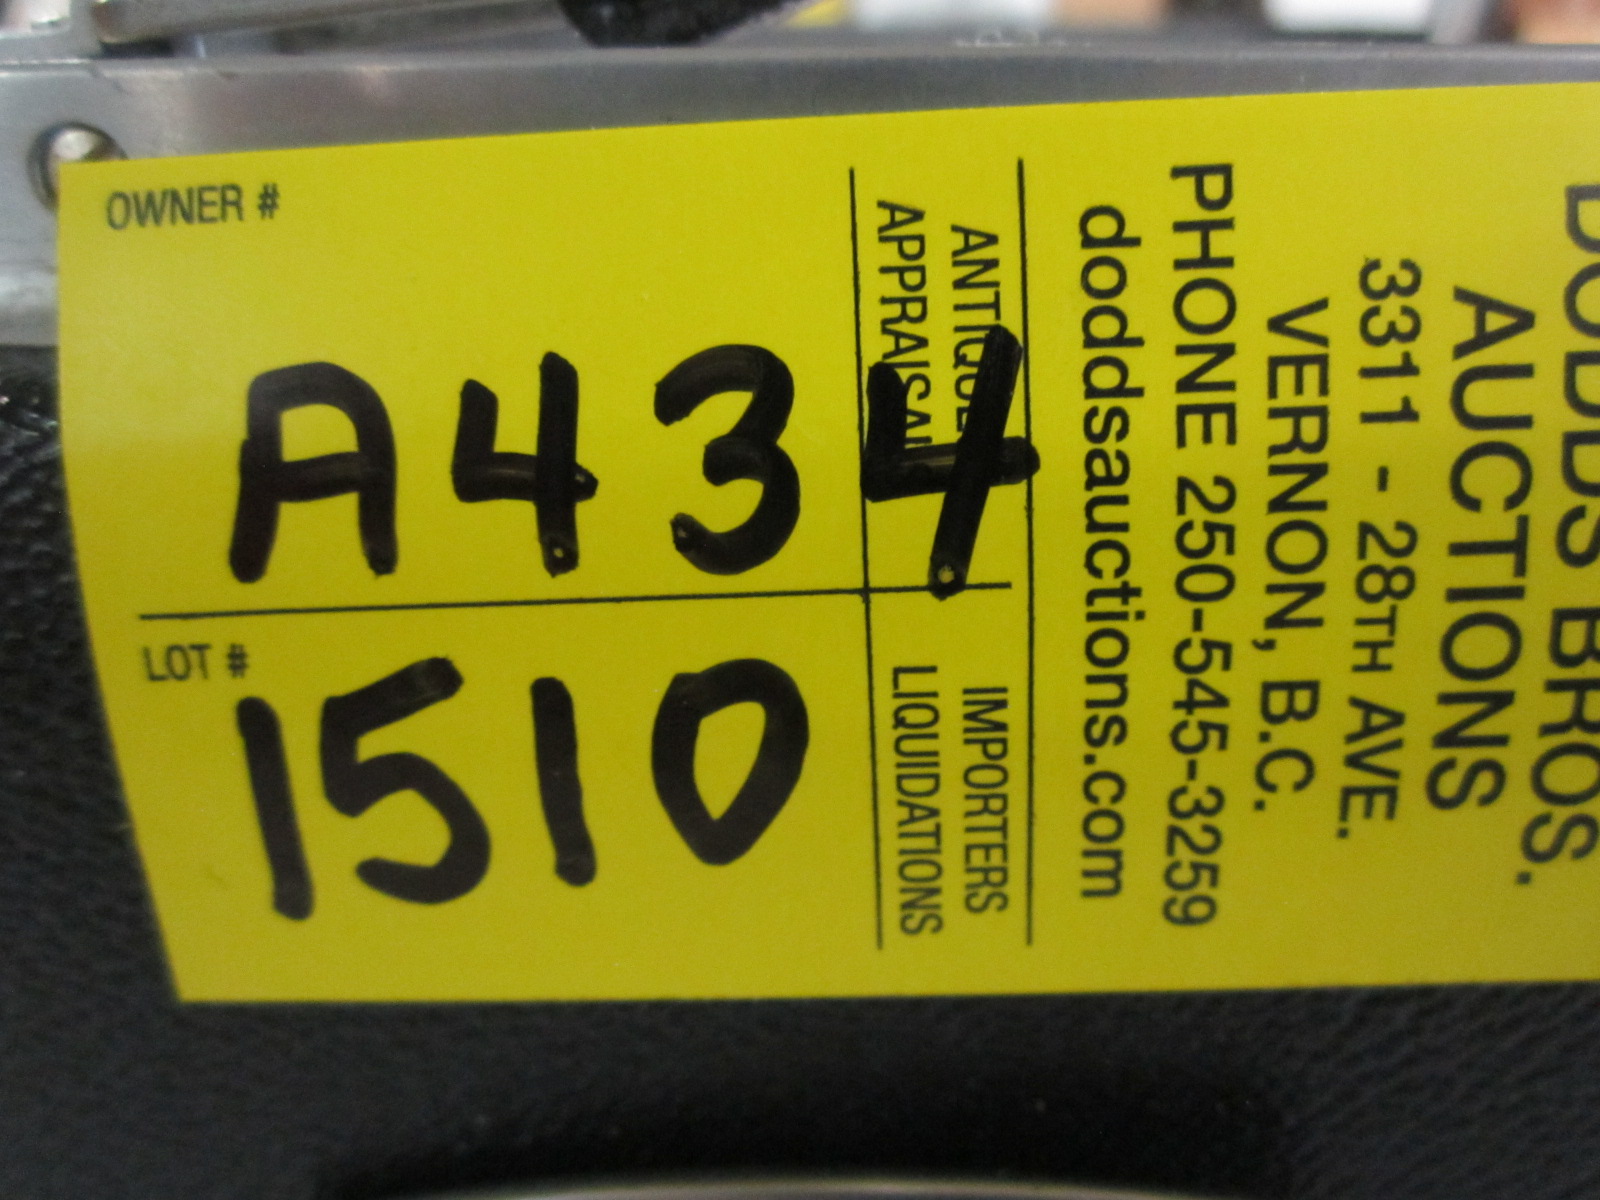 DODDS BROS.
AUCTIONS
3311 - 28TH AVE.
VERNON, B.C.
PHONE 250-545-3259
doddsauctions.com
ANTIQUE IMPORTERS
APPRAISAL LIQUIDATIONS
OWNER #
A434
LOT #
1510